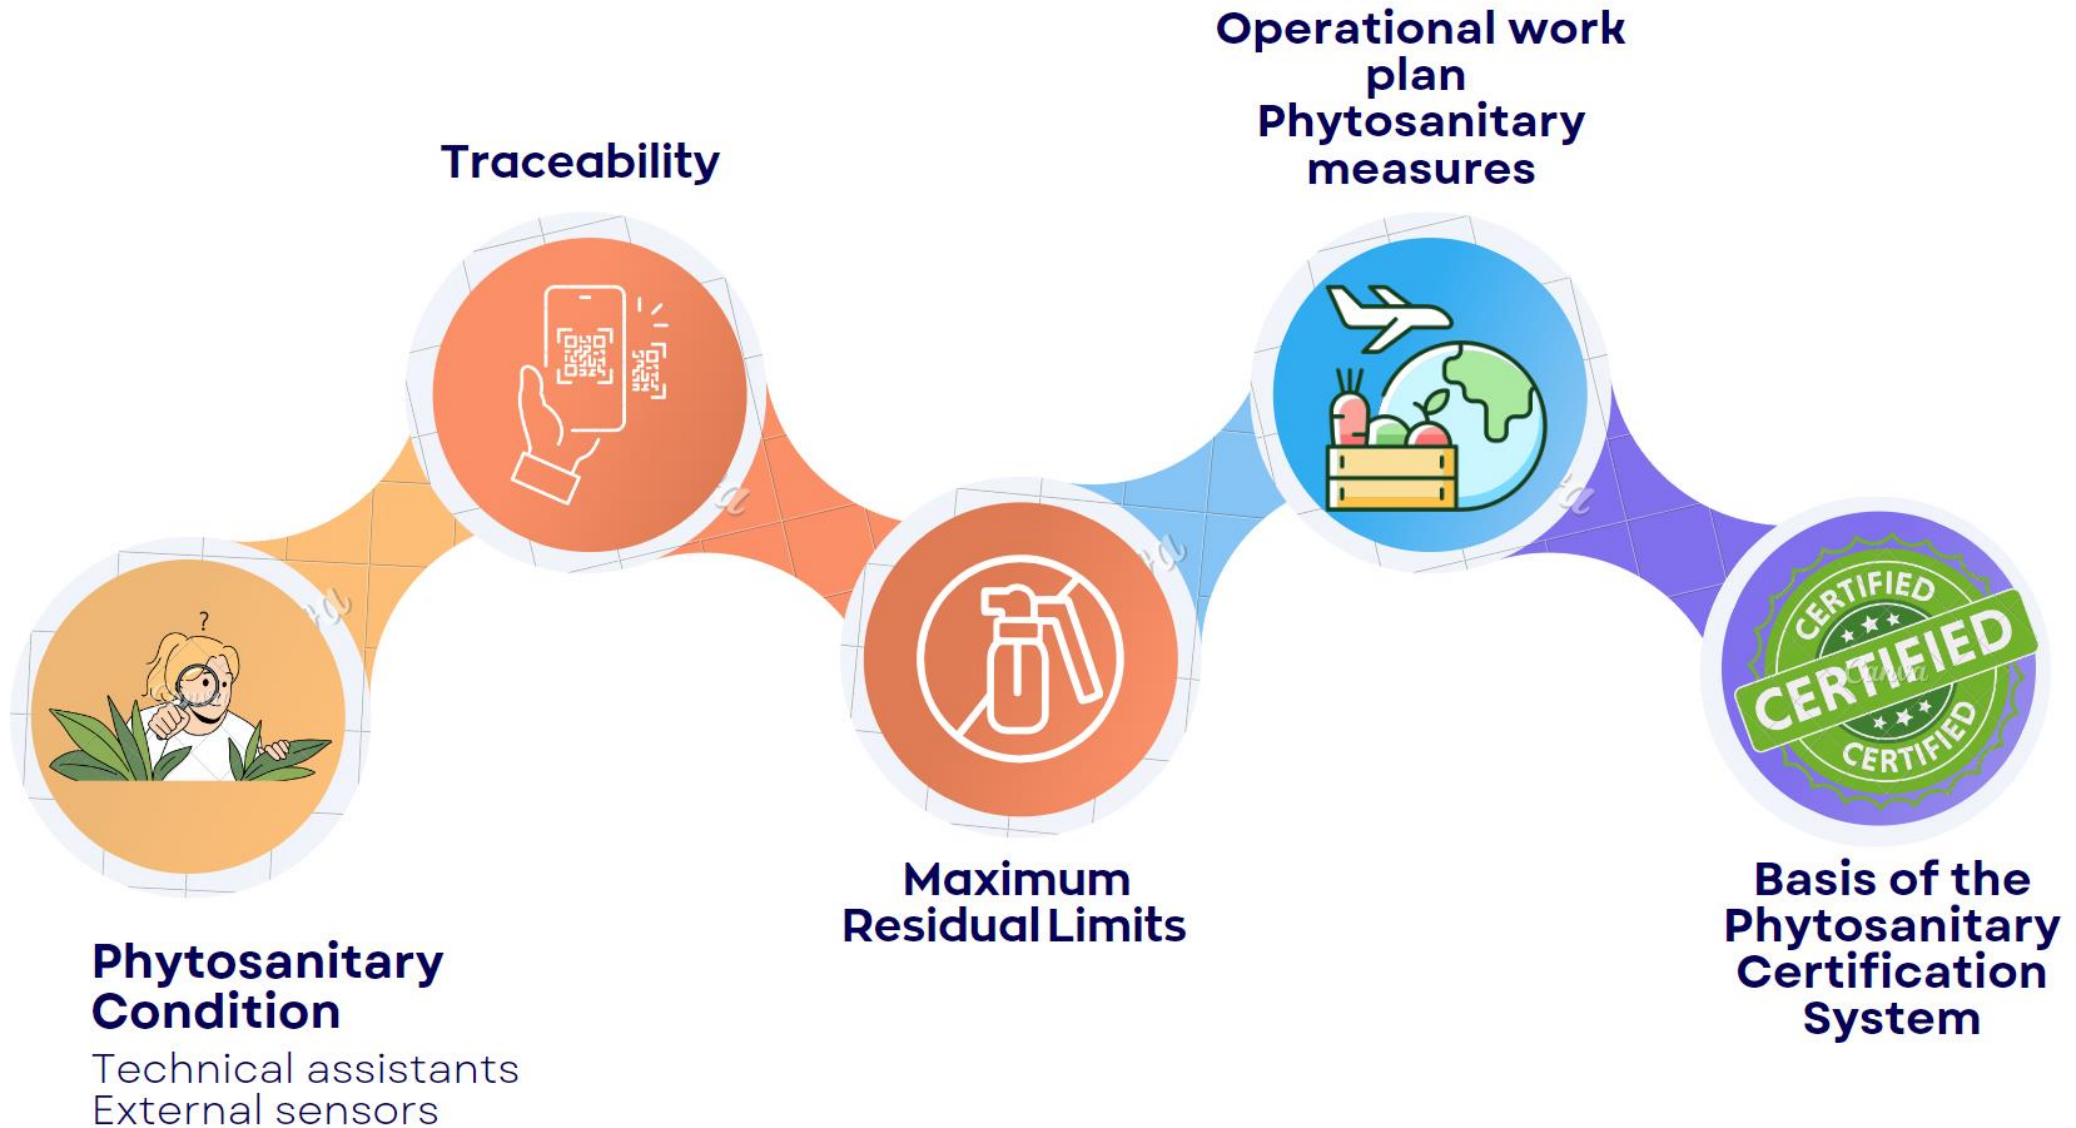 Phytosanitary
Condition
Technical assistants
External sensors
Traceability
Maximum
Residual Limits
Operational work
plan
Phytosanitary
measures
CERTIFIED
CERTIFIED
CERTIFIED
Canva
Basis of the
Phytosanitary
Certification
System
?